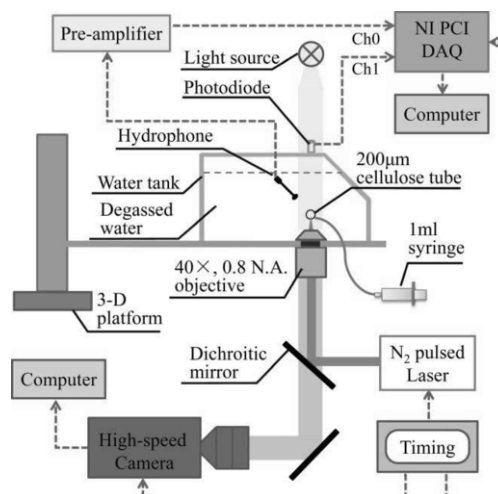 Pre-amplifier
Ch0
NI PCI
DAQ
Light source
Ch1
Photodiode
Computer
Hydrophone
200μm
cellulose tube
Water tank
Degassed
water
1ml
syringe
40×, 0.8 N.A.
objective
3-D
platform
Dichroitic
mirror
N₂ pulsed
Laser
Computer
High-speed
Camera
Timing